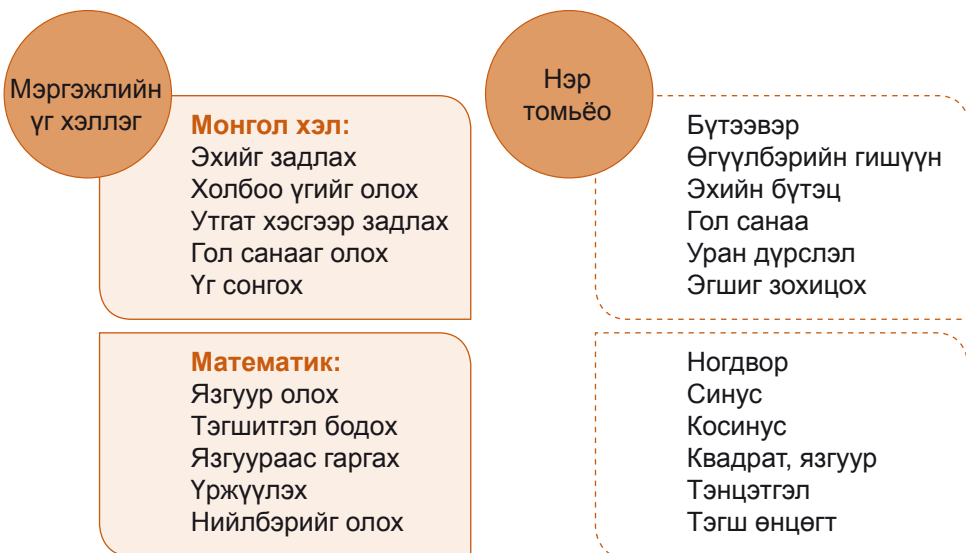 Мэргэжлийн
үг хэллэг
Монгол хэл:
Эхийг задлах
Холбоо үгийг олох
Утгат хэсгээр задлах
Гол санааг олох
Үг сонгох
Математик:
Язгуур олох
Тэгшитгэл бодох
Язгуураас гаргах
Үржүүлэх
Нийлбэрийг олох
Нэр
томьёо
Бүтээвэр
Өгүүлбэрийн гишүүн
Эхийн бүтэц
Гол санаа
Уран дүрслэл
Эгшиг зохицох
Ногдвор
Синус
Косинус
Квадрат, язгуур
Тэнцэтгэл
Тэгш өнцөгт